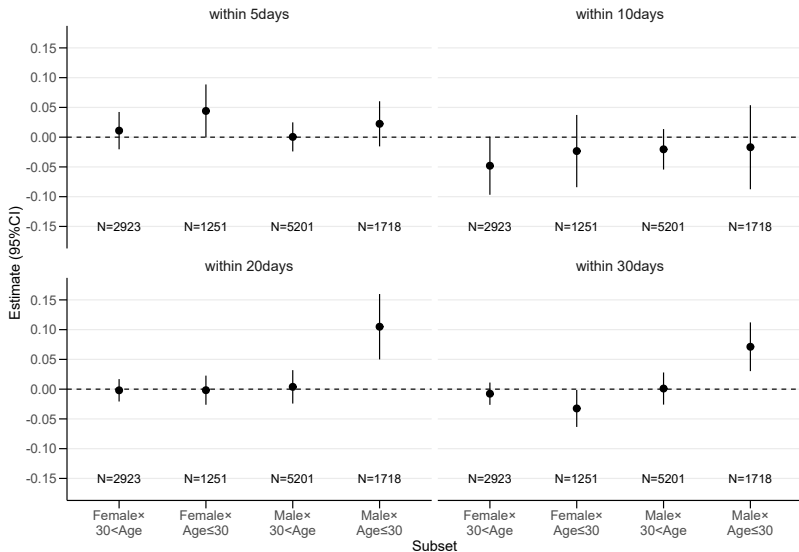 within 5days
within 10days
0.15
0.10
0.05
0.00
-0.05
-0.10
-0.15
N=2923 N=1251 N=5201 N=1718
N=2923 N=1251 N=5201 N=1718
Estimate (95%CI)
within 20days
within 30days
0.15
0.10
0.05
0.00
-0.05
-0.10
-0.15
N=2923 N=1251 N=5201 N=1718
N=2923 N=1251 N=5201 N=1718
Female× Female× Male× Male× Female× Female× Male× Male×
30<Age Age≤30 30<Age Age≤30 30<Age Age≤30 30<Age Age≤30
Subset